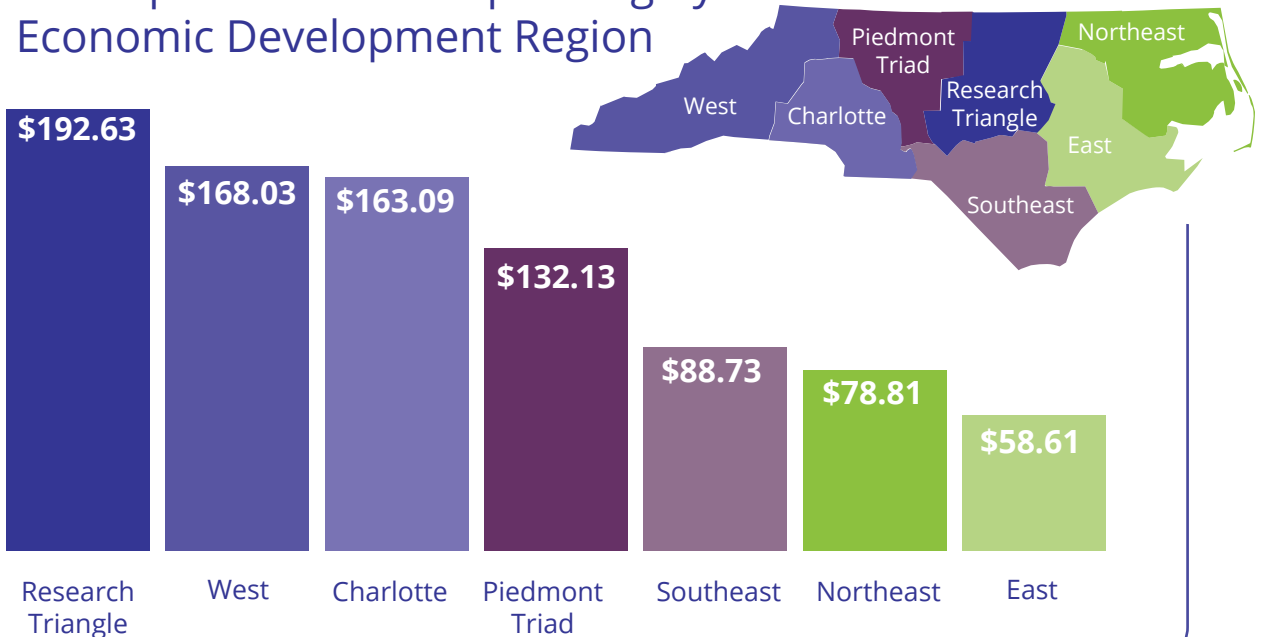 Economic Development Region
Piedmont
Triad
Northeast
Research
Triangle
West
Charlotte
East
Southeast
$192.63
$168.03
$163.09
$132.13
$88.73
$78.81
$58.61
Research
Triangle
West
Charlotte
Piedmont
Triad
Southeast
Northeast
East